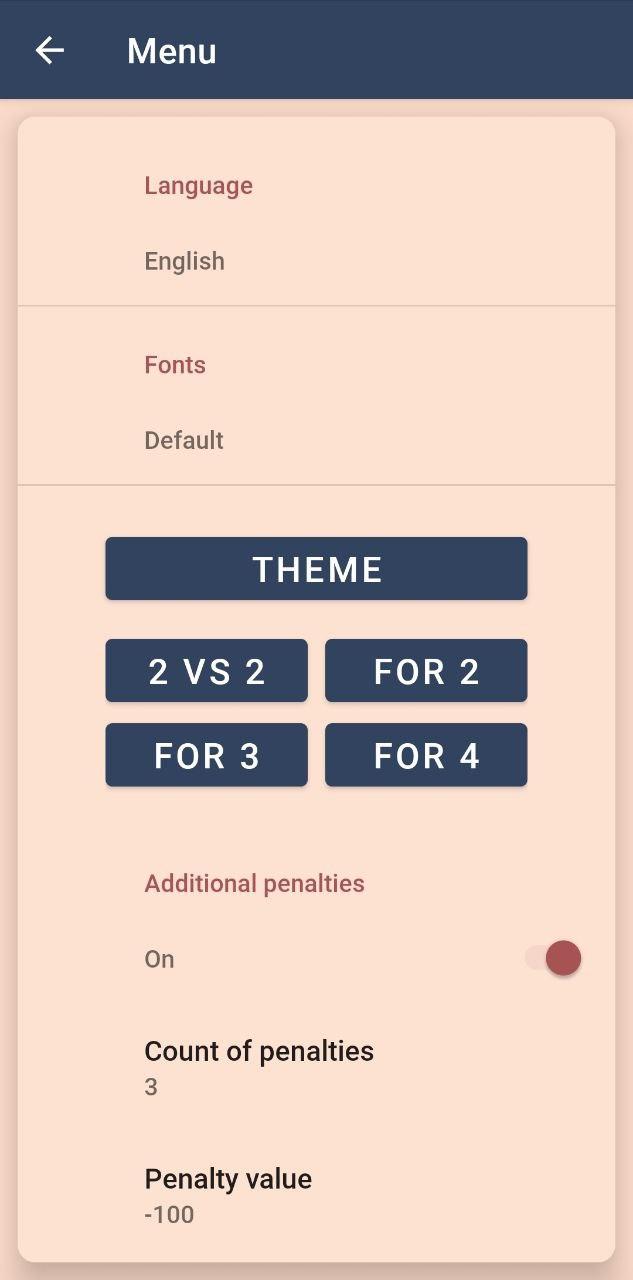 Menu
Language
English
Fonts
Default
THEME
2 VS 2
FOR 2
FOR 3
FOR 4
Additional penalties
On
Count of penalties
3
Penalty value
-100